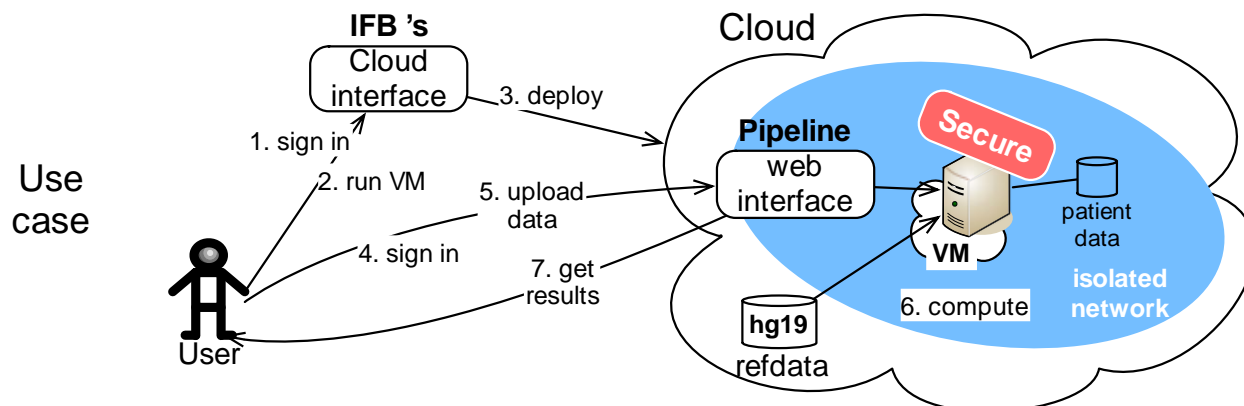 Use
case
IFB 's
Cloud
interface
1. sign in
2. run VM
3. deploy
4. sign in
5. upload
data
7. get
results
User
Cloud
Pipeline
web
interface
Secure
VM
patient
data
isolated
network
6. compute
hg19
refdata